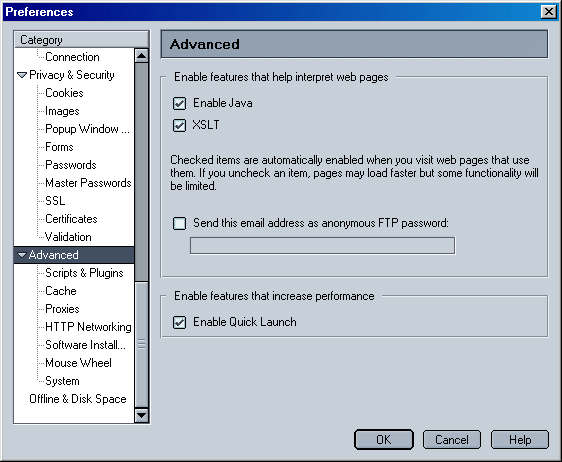 Preferences
Category
Connection
Privacy & Security
Cookies
Images
Popup Window ...
Forms
Passwords
Master Passwords
SSL
Certificates
Validation
Advanced
Scripts & Plugins
Cache
Proxies
HTTP Networking
Software Install...
Mouse Wheel
System
Offline & Disk Space
Advanced
Enable features that help interpret web pages
Enable Java
XSLT
Checked items are automatically enabled when you visit web pages that use
them. If you uncheck an item, pages may load faster but some functionality will
be limited.
Send this email address as anonymous FTP password:
Enable features that increase performance
Enable Quick Launch
OK
Cancel
Help